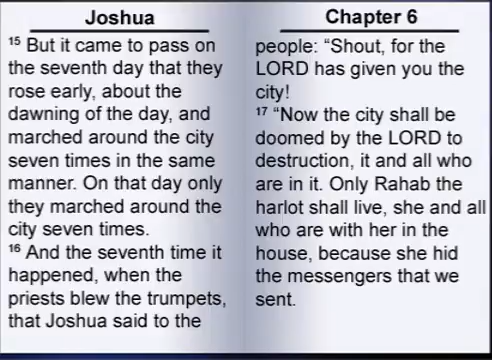 Joshua
15 But it came to pass on
the seventh day that they
rose early, about the
dawning of the day, and
marched around the city
seven times in the same
manner. On that day only
they marched around the
city seven times.
16 And the seventh time it
happened, when the
priests blew the trumpets,
that Joshua said to the
Chapter 6
people: “Shout, for the
LORD has given you the
city!
17 “Now the city shall be
doomed by the LORD to
destruction, it and all who
are in it. Only Rahab the
harlot shall live, she and all
who are with her in the
house, because she hid
the messengers that we
sent.